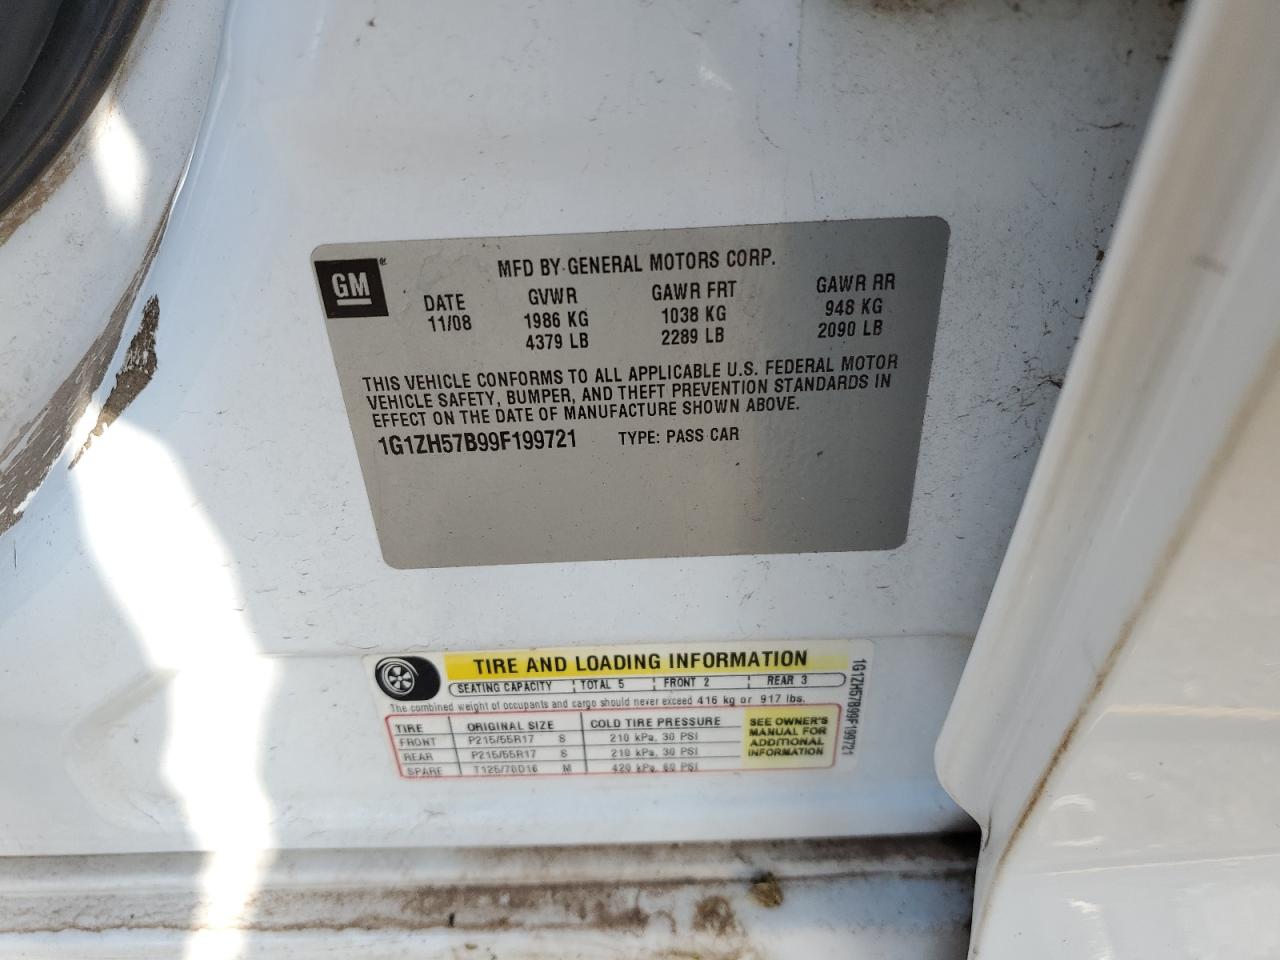 GM
MFD BY GENERAL MOTORS CORP.
DATE GVWR GAWR FRT GAWR RR
11/08 1986 KG 1038 KG 948 KG
4379 LB 2289 LB 2090 LB
THIS VEHICLE CONFORMS TO ALL APPLICABLE U.S. FEDERAL MOTOR
VEHICLE SAFETY, BUMPER, AND THEFT PREVENTION STANDARDS IN
EFFECT ON THE DATE OF MANUFACTURE SHOWN ABOVE.
1G1ZH57B99F199721 TYPE: PASS CAR
TIRE AND LOADING INFORMATION
SEATING CAPACITY TOTAL 5 FRONT 2 REAR 3
The combined weight of occupants and cargo should never exceed 416 kg or 917 lbs.
TIRE ORIGINAL SIZE COLD TIRE PRESSURE
FRONT P215/55R17 S 210 kPa, 30 PSI
REAR P215/55R17 S 210 kPa, 30 PSI
SPARE T125/70D16 M 420 kPa, 60 PSI
SEE OWNER'S
MANUAL FOR
ADDITIONAL
INFORMATION
1G1ZH57B99F199721